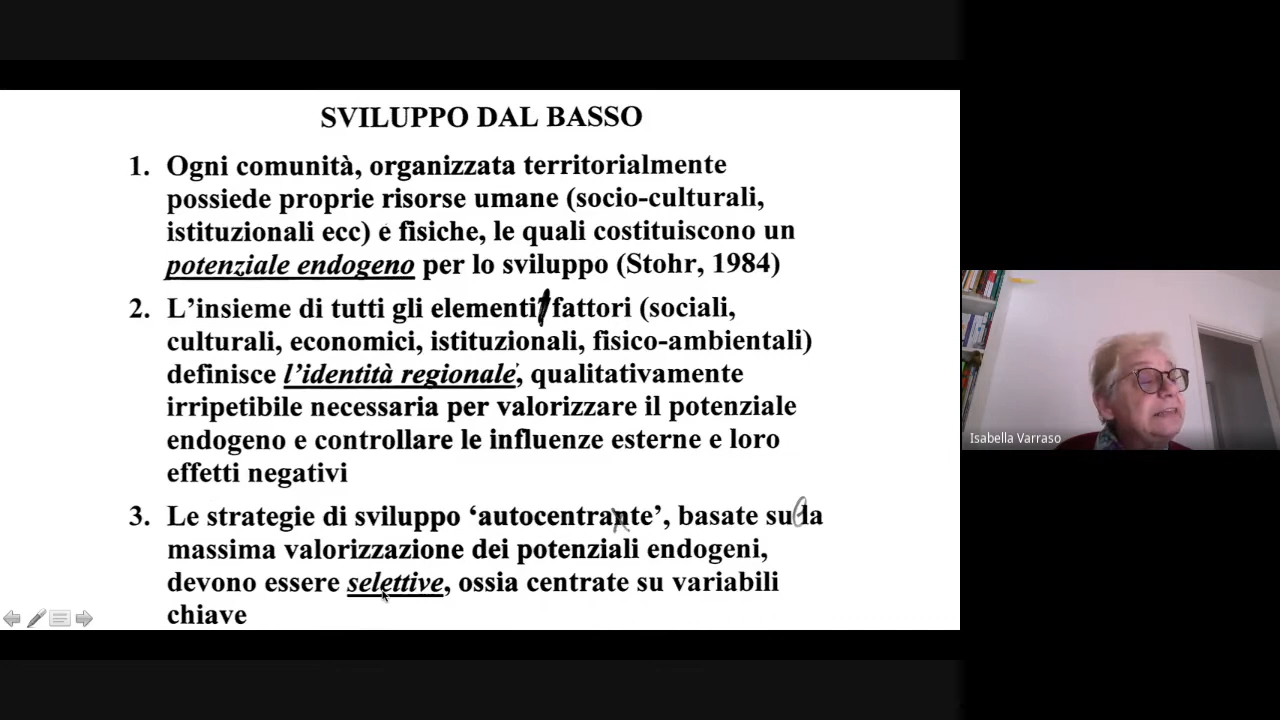 SVILUPPO DAL BASSO
1. Ogni comunità, organizzata territorialmente
possiede proprie risorse umane (socio-culturali,
istituzionali ecc) e fisiche, le quali costituiscono un
potenziale endogeno per lo sviluppo (Stohr, 1984)
2. L’insieme di tutti gli elementi/fattori (sociali,
culturali, economici, istituzionali, fisico-ambientali)
definisce l’identità regionale, qualitativamente
irripetibile necessaria per valorizzare il potenziale
endogeno e controllare le influenze esterne e loro
effetti negativi
3. Le strategie di sviluppo ‘autocentrante’, basate sulla
massima valorizzazione dei potenziali endogeni,
devono essere selettive, ossia centrate su variabili
chiave
Isabella Varraso